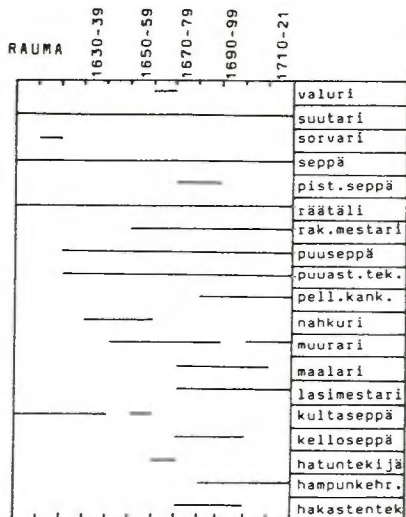 RAUMA
1630-39
1650-59
1670-79
1690-99
1710-21
valuri
suutari
sorvari
seppä
pist.seppä
räätäli
rak.mestari
puuseppä
puuast.tek.
pell.kank.
nahkuri
muurari
maalari
lasimestari
kultaseppä
kelloseppä
hatuntekijä
hampunkehr.
hakastentek